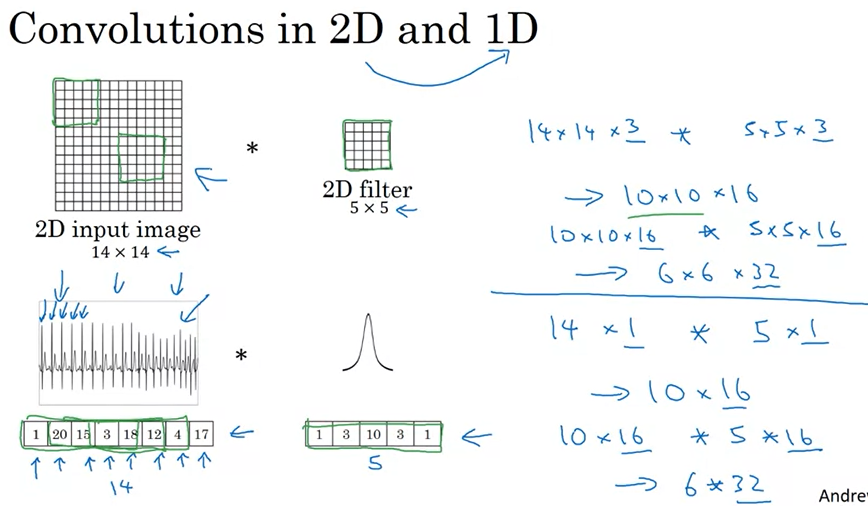 Convolutions in 2D and 1D
*
2D filter
5 × 5
2D input image
14 × 14
*
1 20 15 3 18 12 4 17
14
1 3 10 3 1
5
14×14×3 * 5×5×3
→ 10×10×16
10×10×16 * 5×5×16
→ 6×6×32
14 × 1 * 5 × 1
→ 10 × 16
10 × 16 * 5 * 16
→ 6 * 32
Andrew